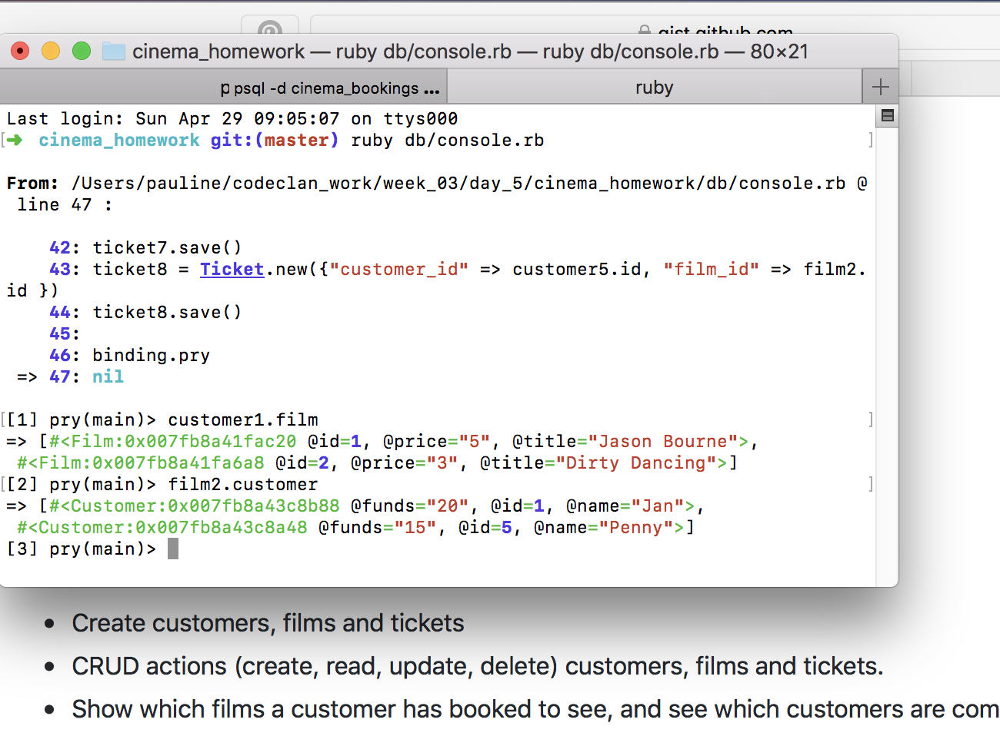 gist.github.com
cinema_homework — ruby db/console.rb — ruby db/console.rb — 80×21
psql -d cinema_bookings ...
ruby
Last login: Sun Apr 29 09:05:07 on ttys000
[➜ cinema_homework git:(master) ruby db/console.rb ]
From: /Users/pauline/codeclan_work/week_03/day_5/cinema_homework/db/console.rb @
line 47 :
42: ticket7.save()
43: ticket8 = Ticket.new({"customer_id" => customer5.id, "film_id" => film2.
id })
44: ticket8.save()
45:
46: binding.pry
=> 47: nil
[[1] pry(main)> customer1.film ]
=> [#<Film:0x007fb8a41fac20 @id=1, @price="5", @title="Jason Bourne">,
#<Film:0x007fb8a41fa6a8 @id=2, @price="3", @title="Dirty Dancing">]
[[2] pry(main)> film2.customer ]
=> [#<Customer:0x007fb8a43c8b88 @funds="20", @id=1, @name="Jan">,
#<Customer:0x007fb8a43c8a48 @funds="15", @id=5, @name="Penny">]
[3] pry(main)>
• Create customers, films and tickets
• CRUD actions (create, read, update, delete) customers, films and tickets.
• Show which films a customer has booked to see, and see which customers are com